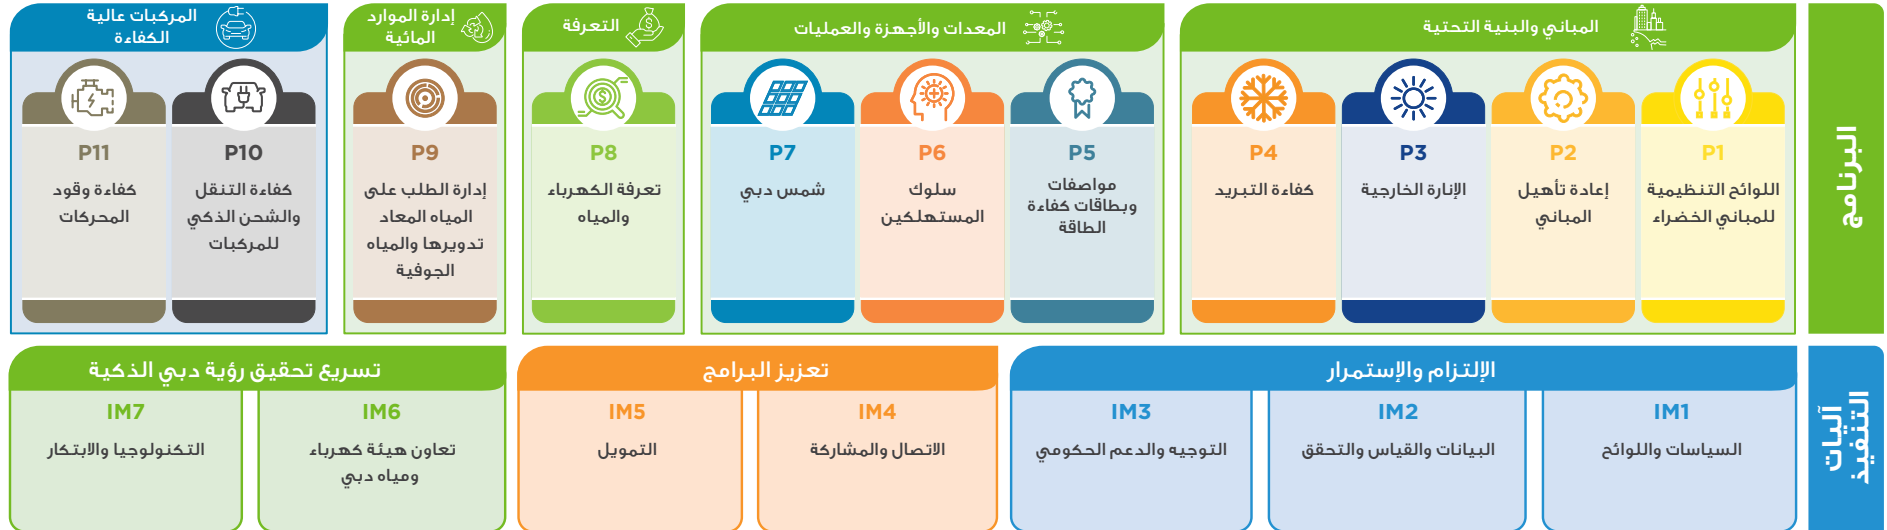 البرنامج
المباني والبنية التحتية
P1
اللوائح التنظيمية
للمباني الخضراء
P2
إعادة تأهيل
المباني
P3
الإنارة الخارجية
P4
كفاءة التبريد
المعدات والأجهزة والعمليات
P5
مواصفات
وبطاقات كفاءة
الطاقة
P6
سلوك
المستهلكين
P7
شمس دبي
التعرفة
P8
تعرفة الكهرباء
والمياه
إدارة الموارد
المائية
P9
إدارة الطلب على
المياه المعاد
تدويرها والمياه
الجوفية
المركبات عالية
الكفاءة
P10
كفاءة التنقل
والشحن الذكي
للمركبات
P11
كفاءة وقود
المحركات
آليات
التنفيذ
الإلتزام والإستمرار
IM1
السياسات واللوائح
IM2
البيانات والقياس والتحقق
IM3
التوجيه والدعم الحكومي
تعزيز البرامج
IM4
الاتصال والمشاركة
IM5
التمويل
تسريع تحقيق رؤية دبي الذكية
IM6
تعاون هيئة كهرباء
ومياه دبي
IM7
التكنولوجيا والابتكار